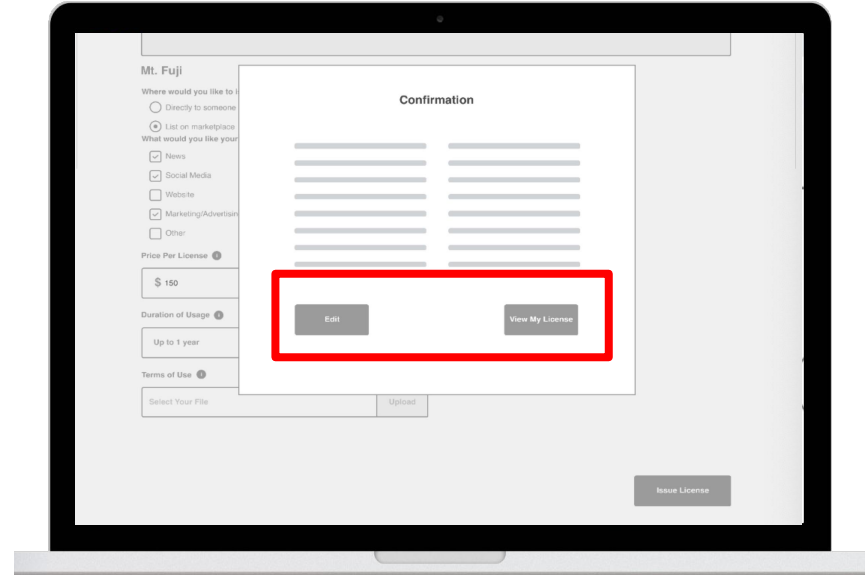 Mt. Fuji
Where would you like to i
Directly to someone
List on marketplace
What would you like your
News
Social Media
Website
Marketing/Advertisin
Other
Price Per License
$ 150
Duration of Usage
Up to 1 year
Terms of Use
Select Your File
Upload
Confirmation
Edit
View My License
Issue License